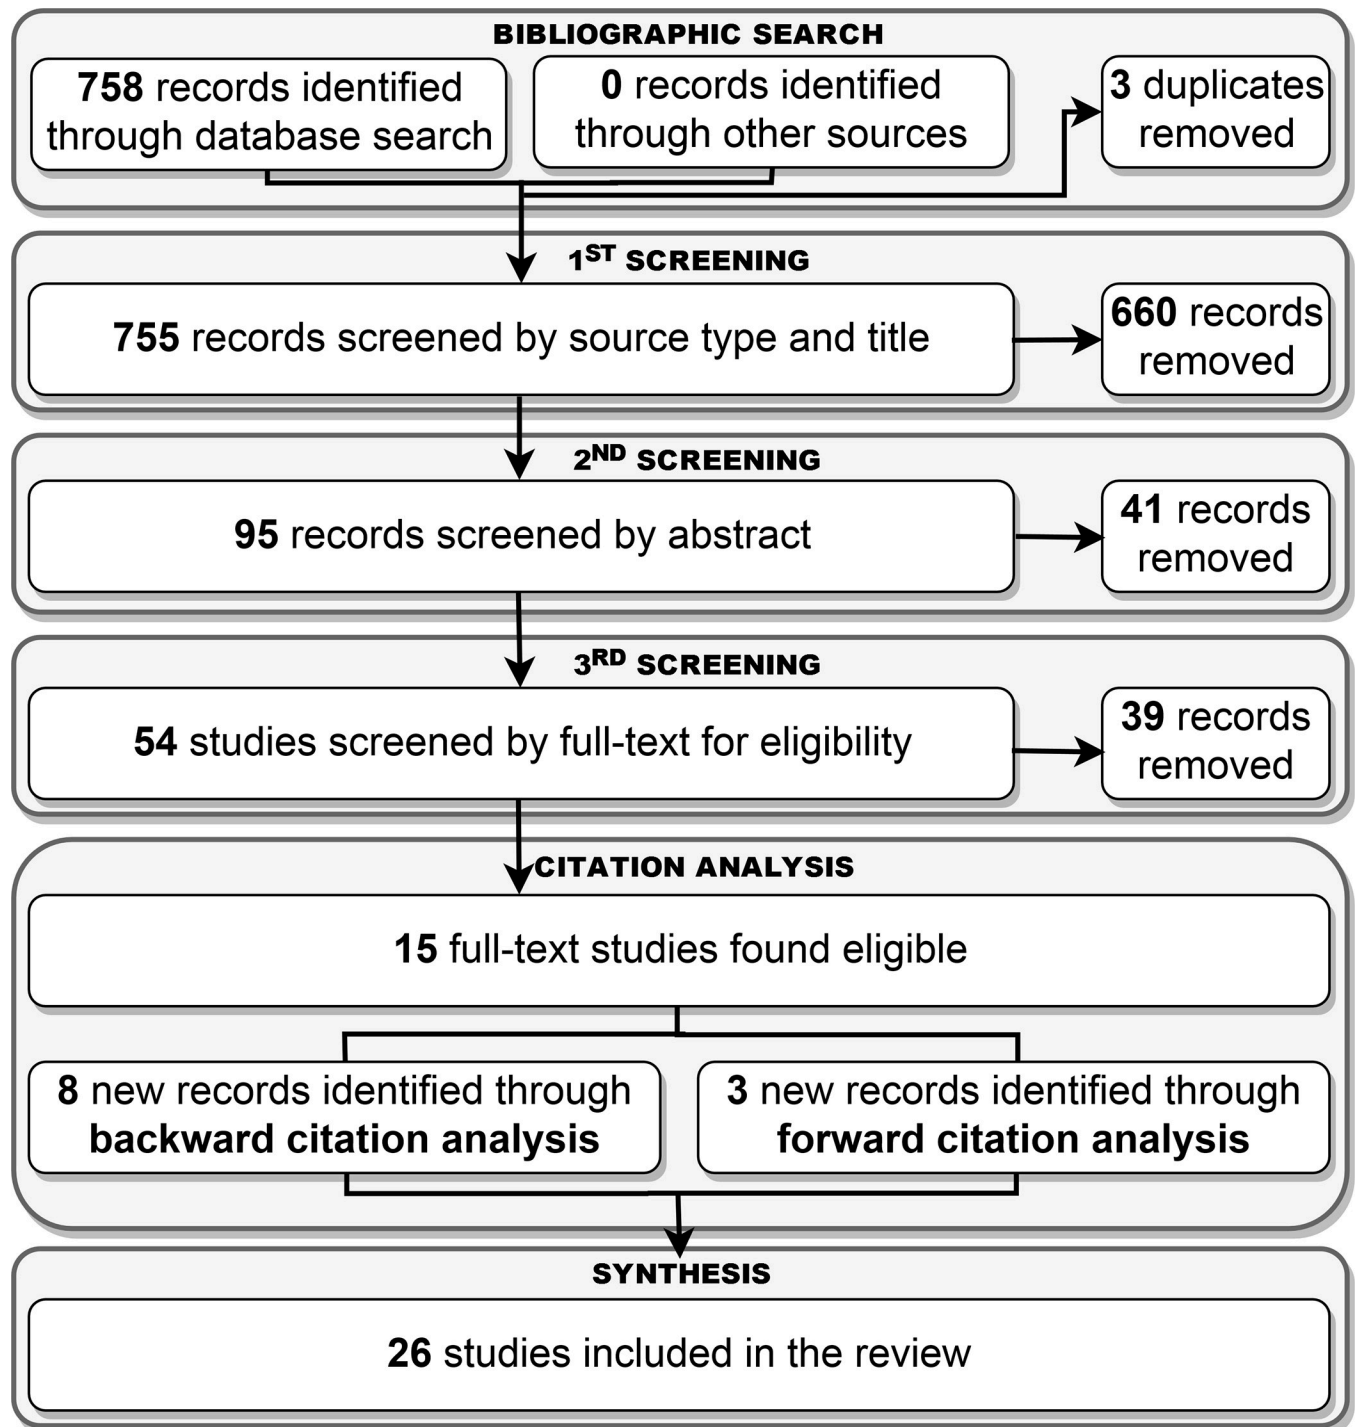 BIBLIOGRAPHIC SEARCH
758 records identified
through database search
0 records identified
through other sources
3 duplicates
removed
1ST SCREENING
755 records screened by source type and title
660 records
removed
2ND SCREENING
95 records screened by abstract
41 records
removed
3RD SCREENING
54 studies screened by full-text for eligibility
39 records
removed
CITATION ANALYSIS
15 full-text studies found eligible
8 new records identified through
backward citation analysis
3 new records identified through
forward citation analysis
SYNTHESIS
26 studies included in the review